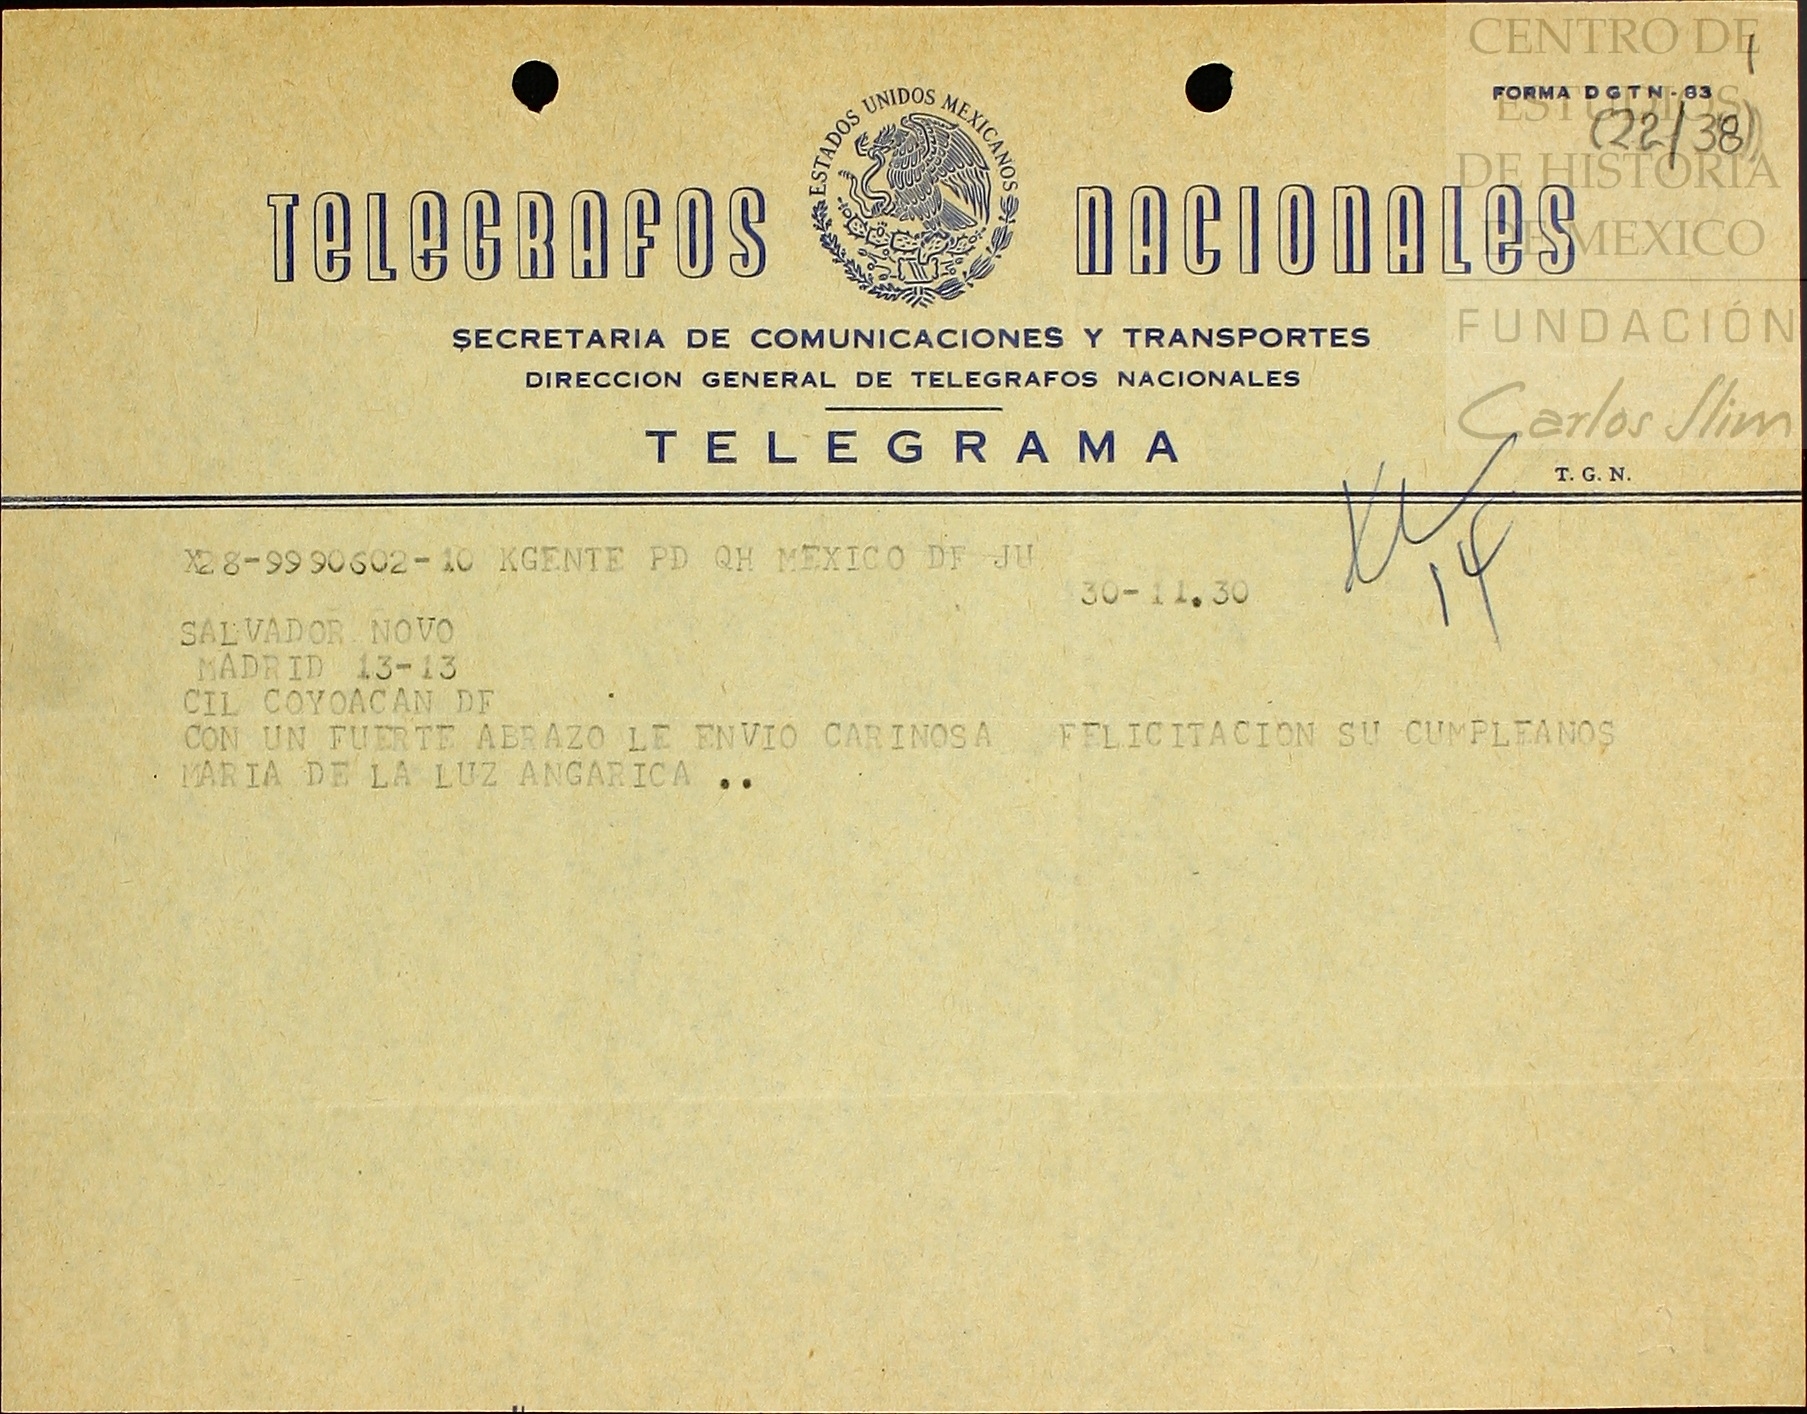 CENTRO DE
ESTUDIOS
DE HISTORIA
DE MEXICO
FUNDACIÓN
Carlos Slim
1
FORMA DGTN-63
(22/38)
ESTADOS UNIDOS MEXICANOS
TELEGRAFOS NACIONALES
SECRETARIA DE COMUNICACIONES Y TRANSPORTES
DIRECCION GENERAL DE TELEGRAFOS NACIONALES
TELEGRAMA
T. G. N.
14
X28-9990602-10 KGENTE PD QH MEXICO DF JU
30-11.30
SALVADOR NOVO
MADRID 13-13
CIL COYOACAN DF
CON UN FUERTE ABRAZO LE ENVIO CARINOSA FELICITACION SU CUMPLEANOS
MARIA DE LA LUZ ANGARICA ..